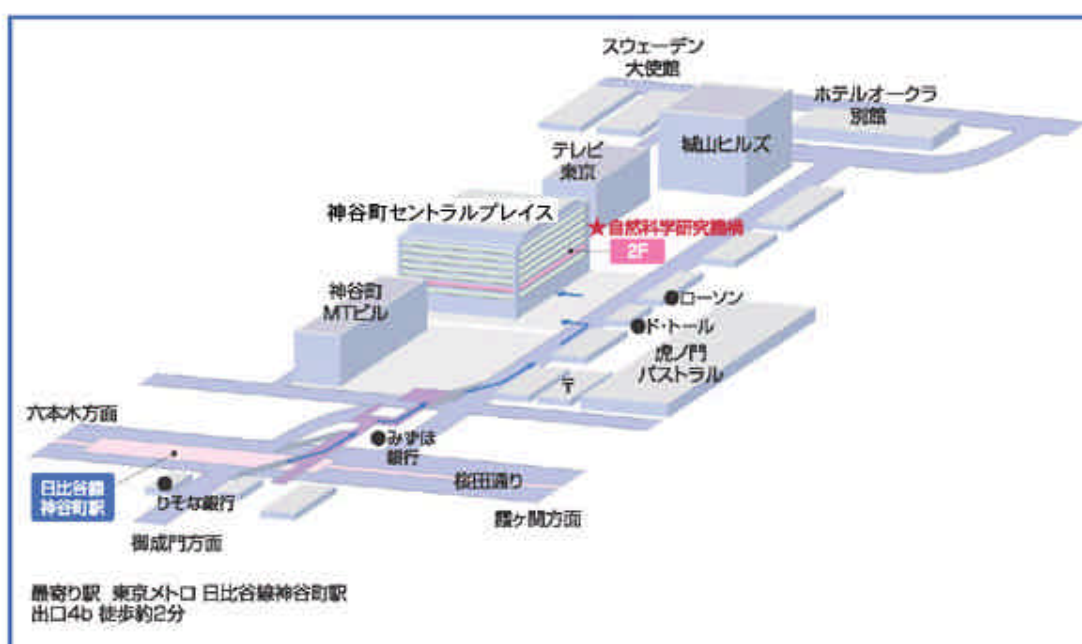 スウェーデン
大使館
ホテルオークラ
別館
城山ヒルズ
テレビ
東京
神谷町セントラルプレイス
★自然科学研究機構
2F
神谷町
MTビル
●ローソン
●ド・トール
虎ノ門
パストラル
〒
六本木方面
●みずほ
銀行
日比谷線
神谷町駅
●りそな銀行
桜田通り
霞ヶ関方面
御成門方面
最寄り駅 東京メトロ 日比谷線神谷町駅
出口4b 徒歩約2分